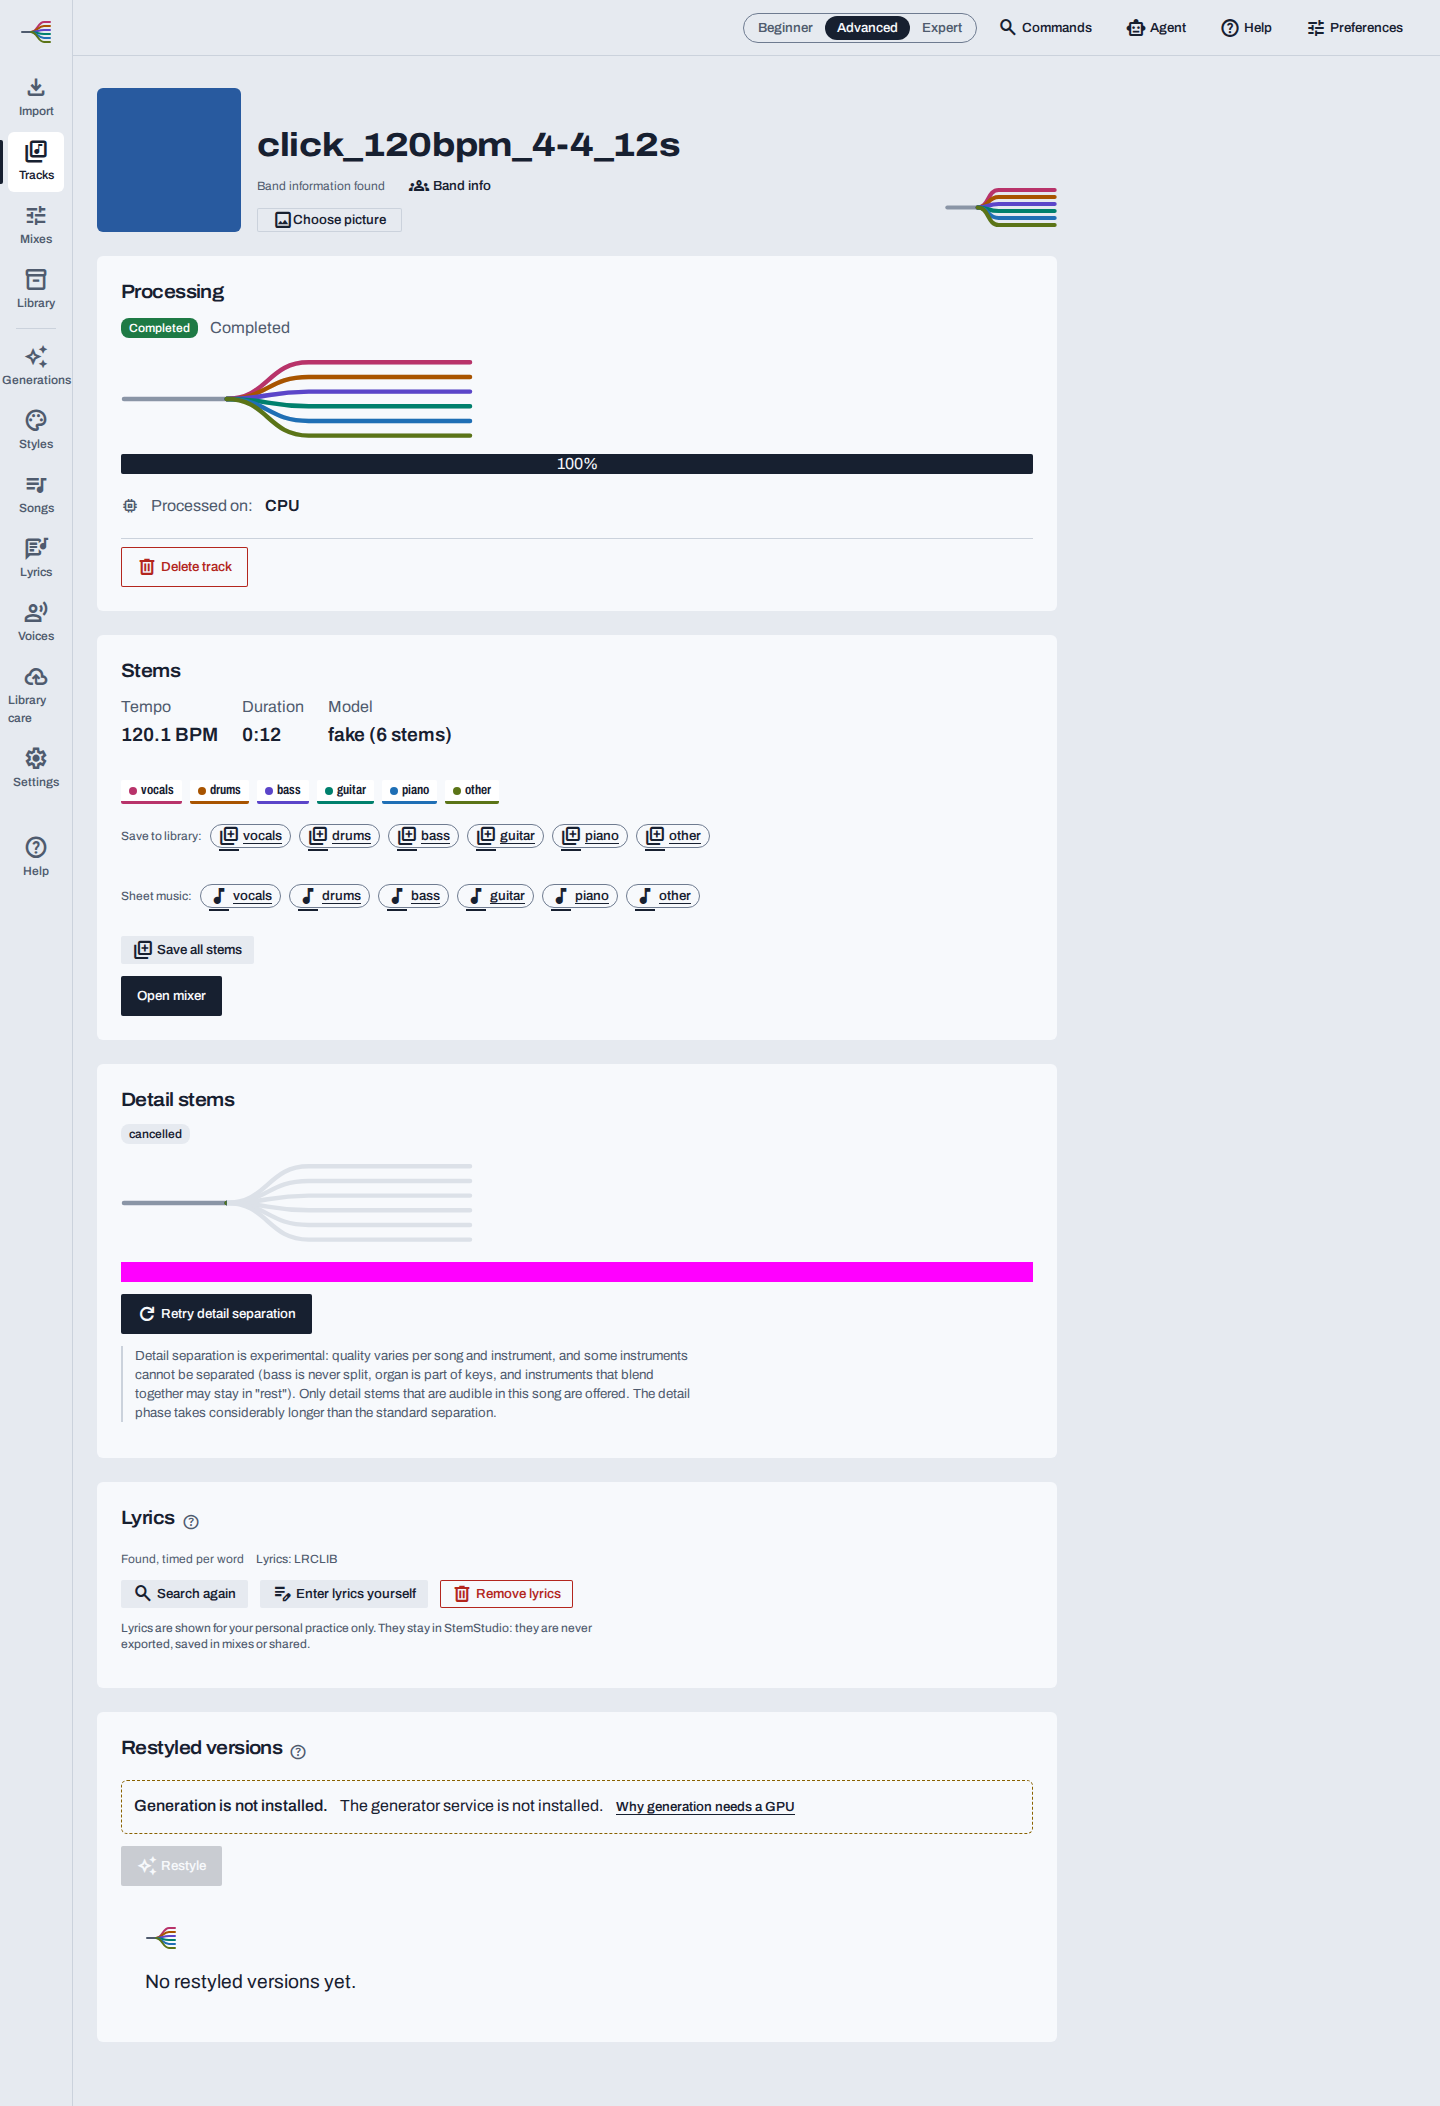 Beginner Advanced Expert Commands Agent Help Preferences
Import
Tracks
Mixes
Library
Generations
Styles
Songs
Lyrics
Voices
Library
care
Settings
Help
click_120bpm_4-4_12s
Band information found Band info
Choose picture
Processing
Completed Completed
100%
Processed on: CPU
Delete track
Stems
Tempo Duration Model
120.1 BPM 0:12 fake (6 stems)
vocals drums bass guitar piano other
Save to library: vocals drums bass guitar piano other
Sheet music: vocals drums bass guitar piano other
Save all stems
Open mixer
Detail stems
cancelled
Retry detail separation
Detail separation is experimental: quality varies per song and instrument, and some instruments
cannot be separated (bass is never split, organ is part of keys, and instruments that blend
together may stay in "rest"). Only detail stems that are audible in this song are offered. The detail
phase takes considerably longer than the standard separation.
Lyrics
Found, timed per word Lyrics: LRCLIB
Search again Enter lyrics yourself Remove lyrics
Lyrics are shown for your personal practice only. They stay in StemStudio: they are never
exported, saved in mixes or shared.
Restyled versions
Generation is not installed. The generator service is not installed. Why generation needs a GPU
Restyle
No restyled versions yet.